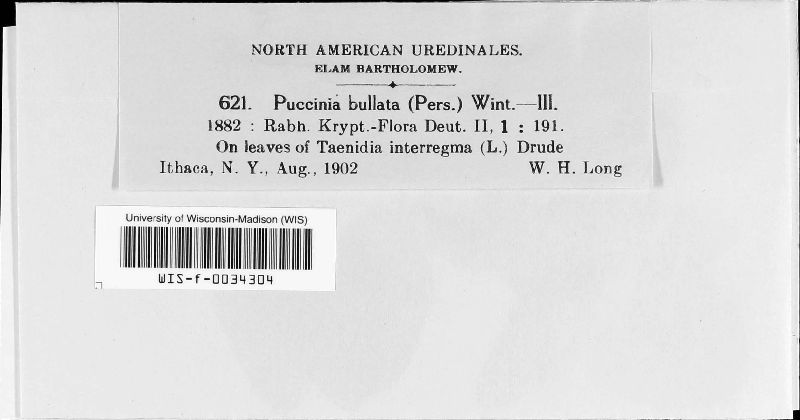 NORTH AMERICAN UREDINALES.
ELAM BARTHOLOMEW.
621. Puccinia bullata (Pers.) Wint.—III.
1882 : Rabh. Krypt.-Flora Deut. II, 1 : 191.
On leaves of Taenidia interregma (L.) Drude
Ithaca, N. Y., Aug., 1902 W. H. Long
University of Wisconsin-Madison (WIS)
WIS-f-0034304